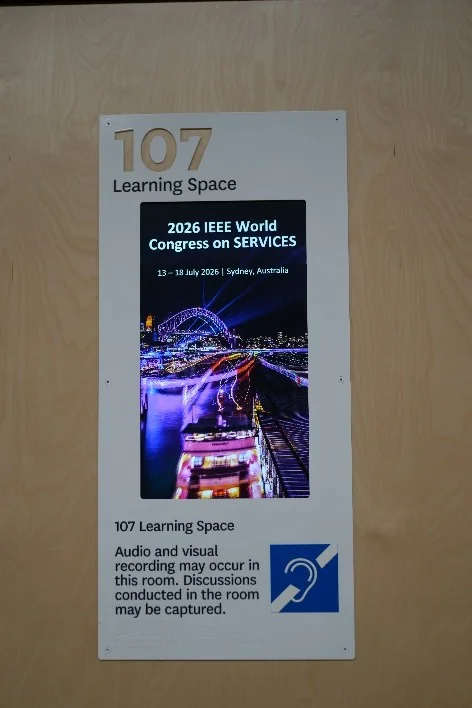 107
Learning Space
2026 IEEE World
Congress on SERVICES
13 – 18 July 2026 | Sydney, Australia
107 Learning Space
Audio and visual
recording may occur in
this room. Discussions
conducted in the room
may be captured.